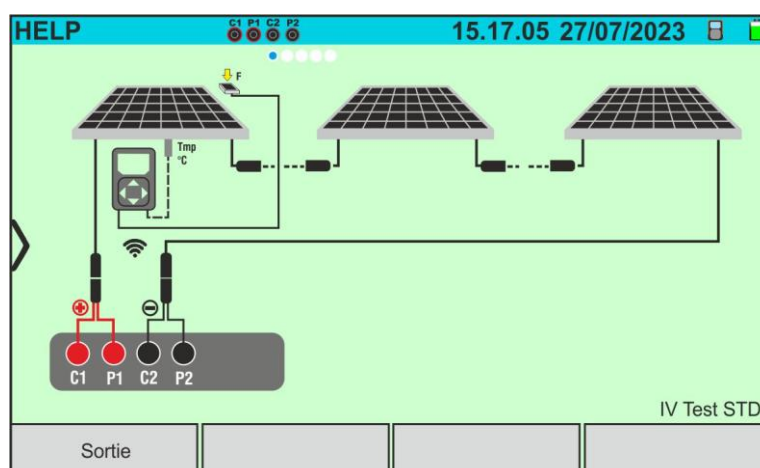 HELP
C1 P1 C2 P2
15.17.05 27/07/2023
F
Tmp
°C
C1 P1 C2 P2
IV Test STD
Sortie